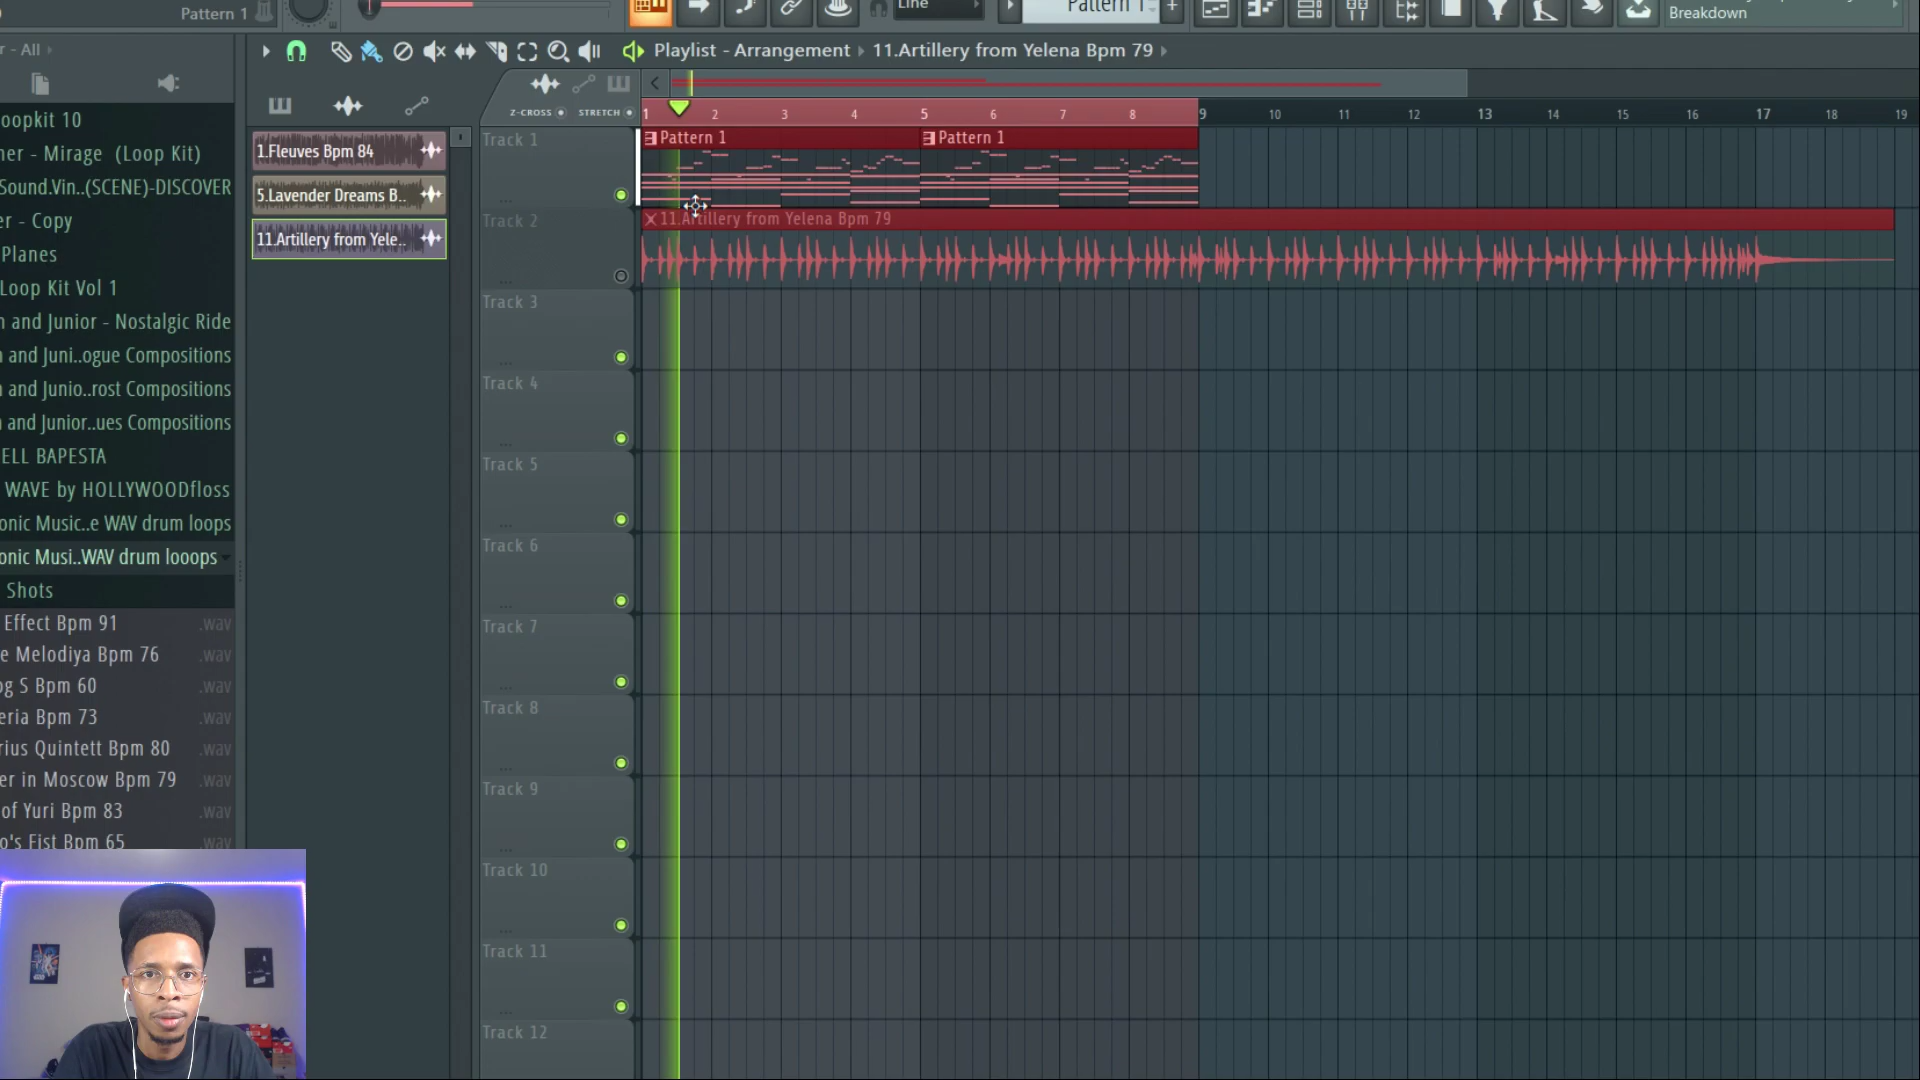 Pattern 1
Line
Pattern 1
+
Breakdown
r - All
Playlist - Arrangement
11.Artillery from Yelena Bpm 79
Z-CROSS
STRETCH
1 2 3 4 5 6 7 8 9 10 11 12 13 14 15 16 17 18 19
oopkit 10
ner - Mirage (Loop Kit)
Sound.Vin..(SCENE)-DISCOVER
er - Copy
Planes
Loop Kit Vol 1
n and Junior - Nostalgic Ride
n and Juni..ogue Compositions
n and Junio..rost Compositions
n and Junior..ues Compositions
ELL BAPESTA
WAVE by HOLLYWOODfloss
onic Music..e WAV drum loops
onic Musi..WAV drum looops
Shots
Effect Bpm 91 .wav
e Melodiya Bpm 76 .wav
og S Bpm 60 .wav
eria Bpm 73 .wav
rius Quintett Bpm 80 .wav
er in Moscow Bpm 79 .wav
of Yuri Bpm 83 .wav
o's Fist Bpm 65 .wav
1.Fleuves Bpm 84
5.Lavender Dreams B..
11.Artillery from Yele..
Track 1
Pattern 1
Pattern 1
Track 2
11.Artillery from Yelena Bpm 79
Track 3
Track 4
Track 5
Track 6
Track 7
Track 8
Track 9
Track 10
Track 11
Track 12